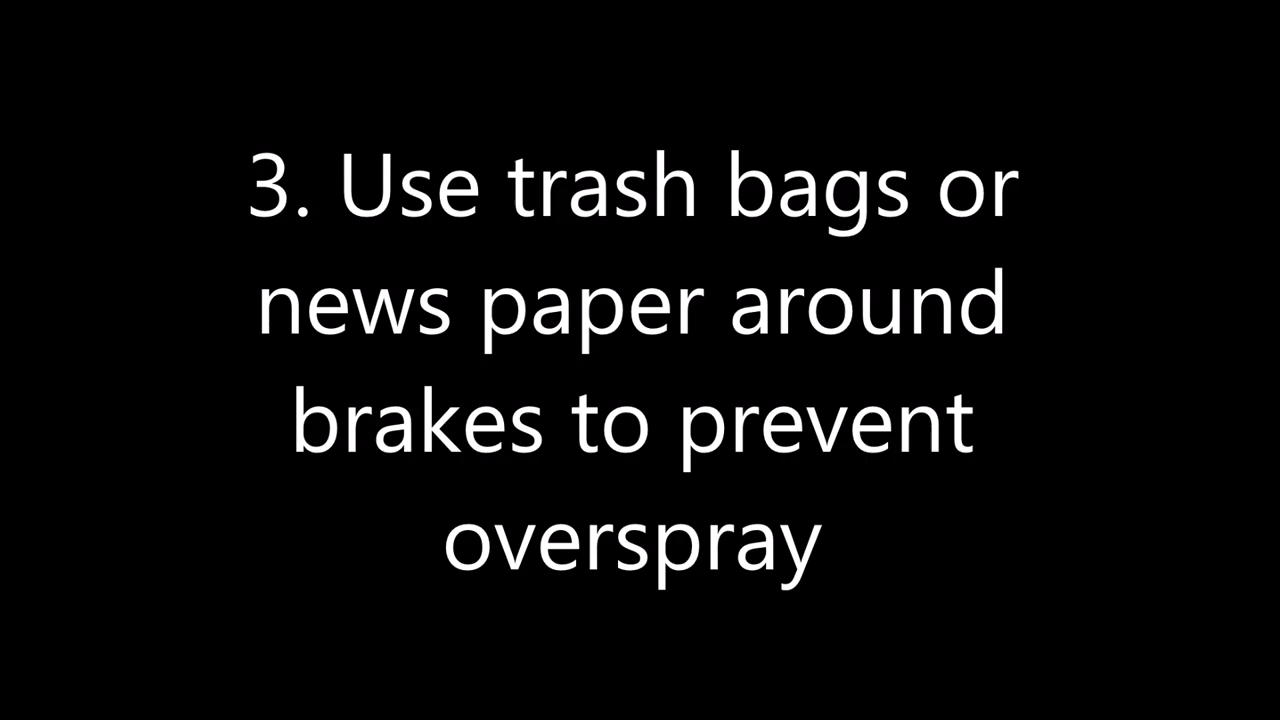 3. Use trash bags or
news paper around
brakes to prevent
overspray